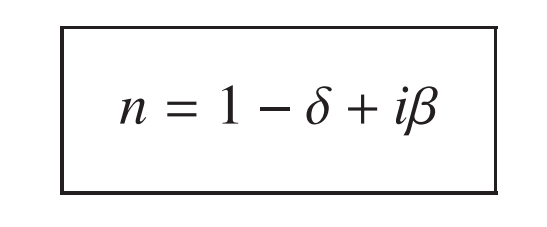 n = 1 − δ + iβ